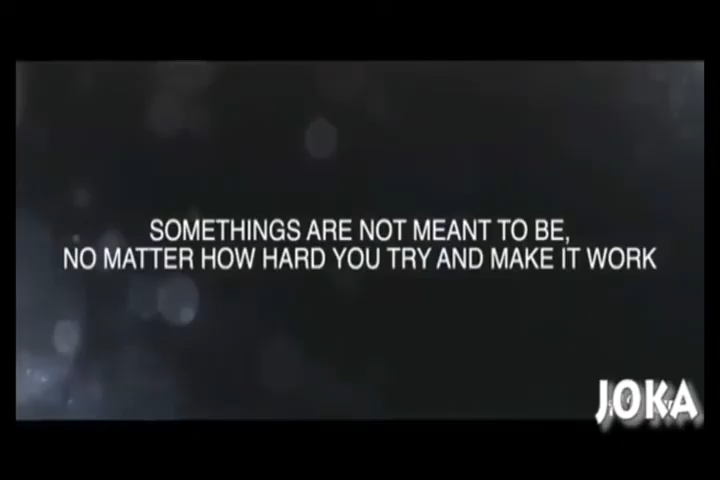 SOMETHINGS ARE NOT MEANT TO BE,
NO MATTER HOW HARD YOU TRY AND MAKE IT WORK
JOKA